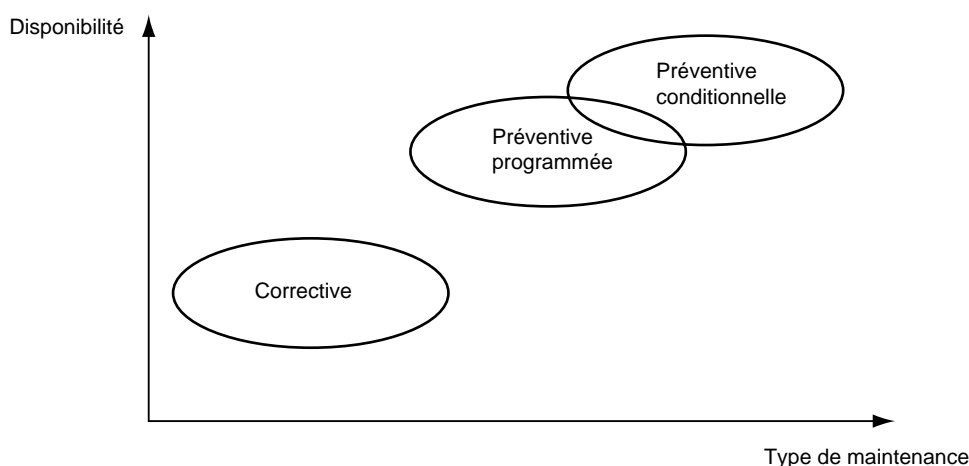 Disponibilité
Préventive
conditionnelle
Préventive
programmée
Corrective
Type de maintenance